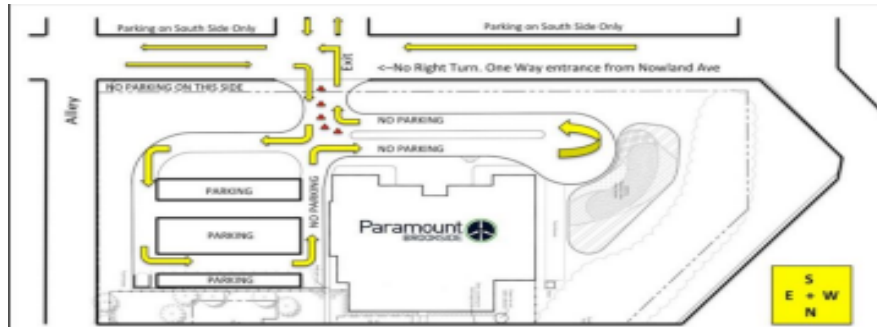 Parking on South Side Only
Parking on South Side Only
Exit
<--No Right Turn. One Way entrance from Nowland Ave
NO PARKING ON THIS SIDE
Alley
NO PARKING
NO PARKING
NO PARKING
PARKING
PARKING
PARKING
Paramount
BROOKSIDE
S
E + W
N